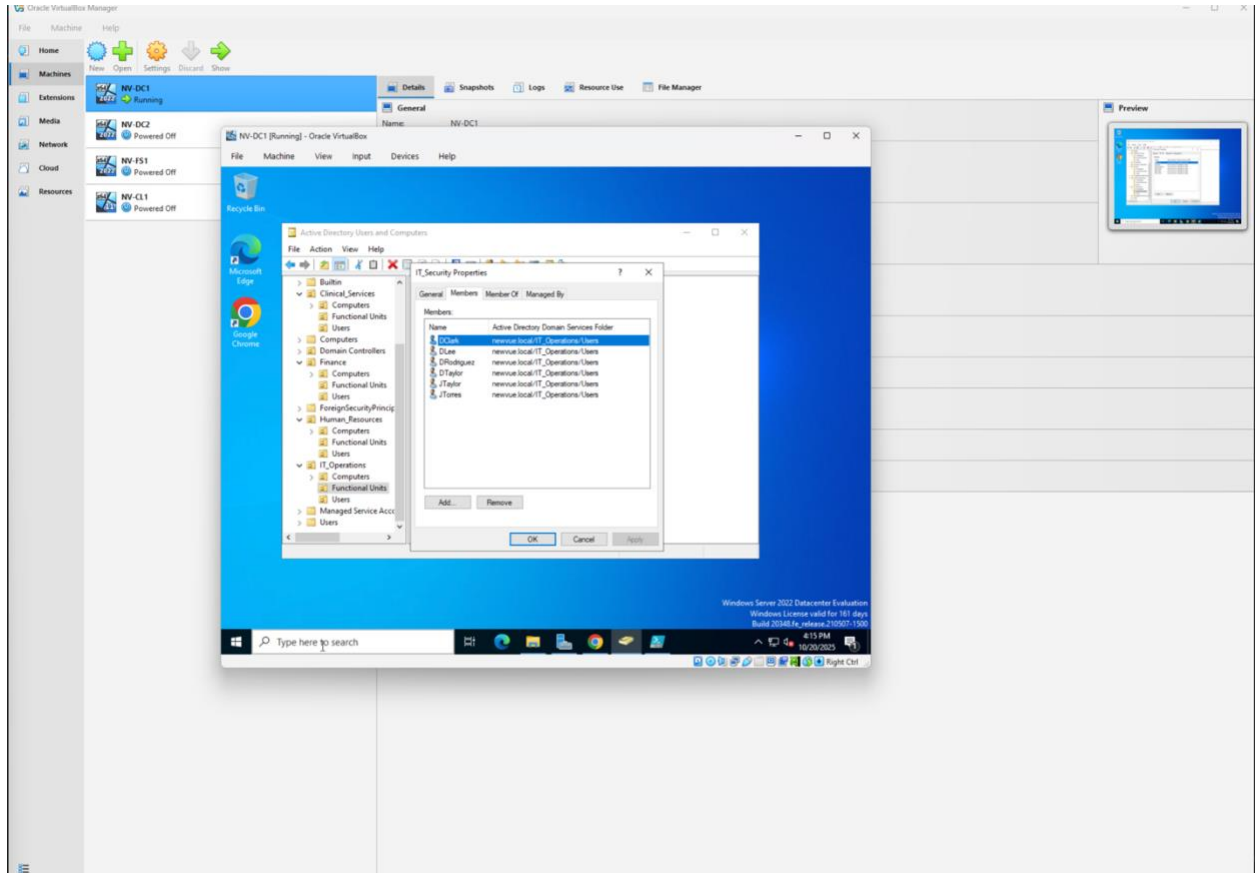 Oracle VirtualBox Manager
File Machine Help
Home
Machines
Extensions
Media
Network
Cloud
Resources
New Open Settings Discard Show
NV-DC1
Running
NV-DC2
Powered Off
NV-FS1
Powered Off
NV-CL1
Powered Off
Details Snapshots Logs Resource Use File Manager
General
Name: NV-DC1
Preview
NV-DC1 [Running] - Oracle VirtualBox
File Machine View Input Devices Help
Recycle Bin
Microsoft Edge
Google Chrome
Active Directory Users and Computers
File Action View Help
Builtin
Clinical_Services
Computers
Functional Units
Users
Computers
Domain Controllers
Finance
Computers
Functional Units
Users
ForeignSecurityPrincip
Human_Resources
Computers
Functional Units
Users
IT_Operations
Computers
Functional Units
Users
Managed Service Acco
Users
IT_Security Properties
General Members Member Of Managed By
Members:
Name Active Directory Domain Services Folder
DClark newvue.local/IT_Operations/Users
DLee newvue.local/IT_Operations/Users
DRodriguez newvue.local/IT_Operations/Users
DTaylor newvue.local/IT_Operations/Users
JTaylor newvue.local/IT_Operations/Users
JTorres newvue.local/IT_Operations/Users
Add... Remove
OK Cancel Apply
Windows Server 2022 Datacenter Evaluation
Windows License valid for 161 days
Build 20348.fe_release.210507-1500
Type here to search
4:15 PM
10/20/2025
Right Ctrl